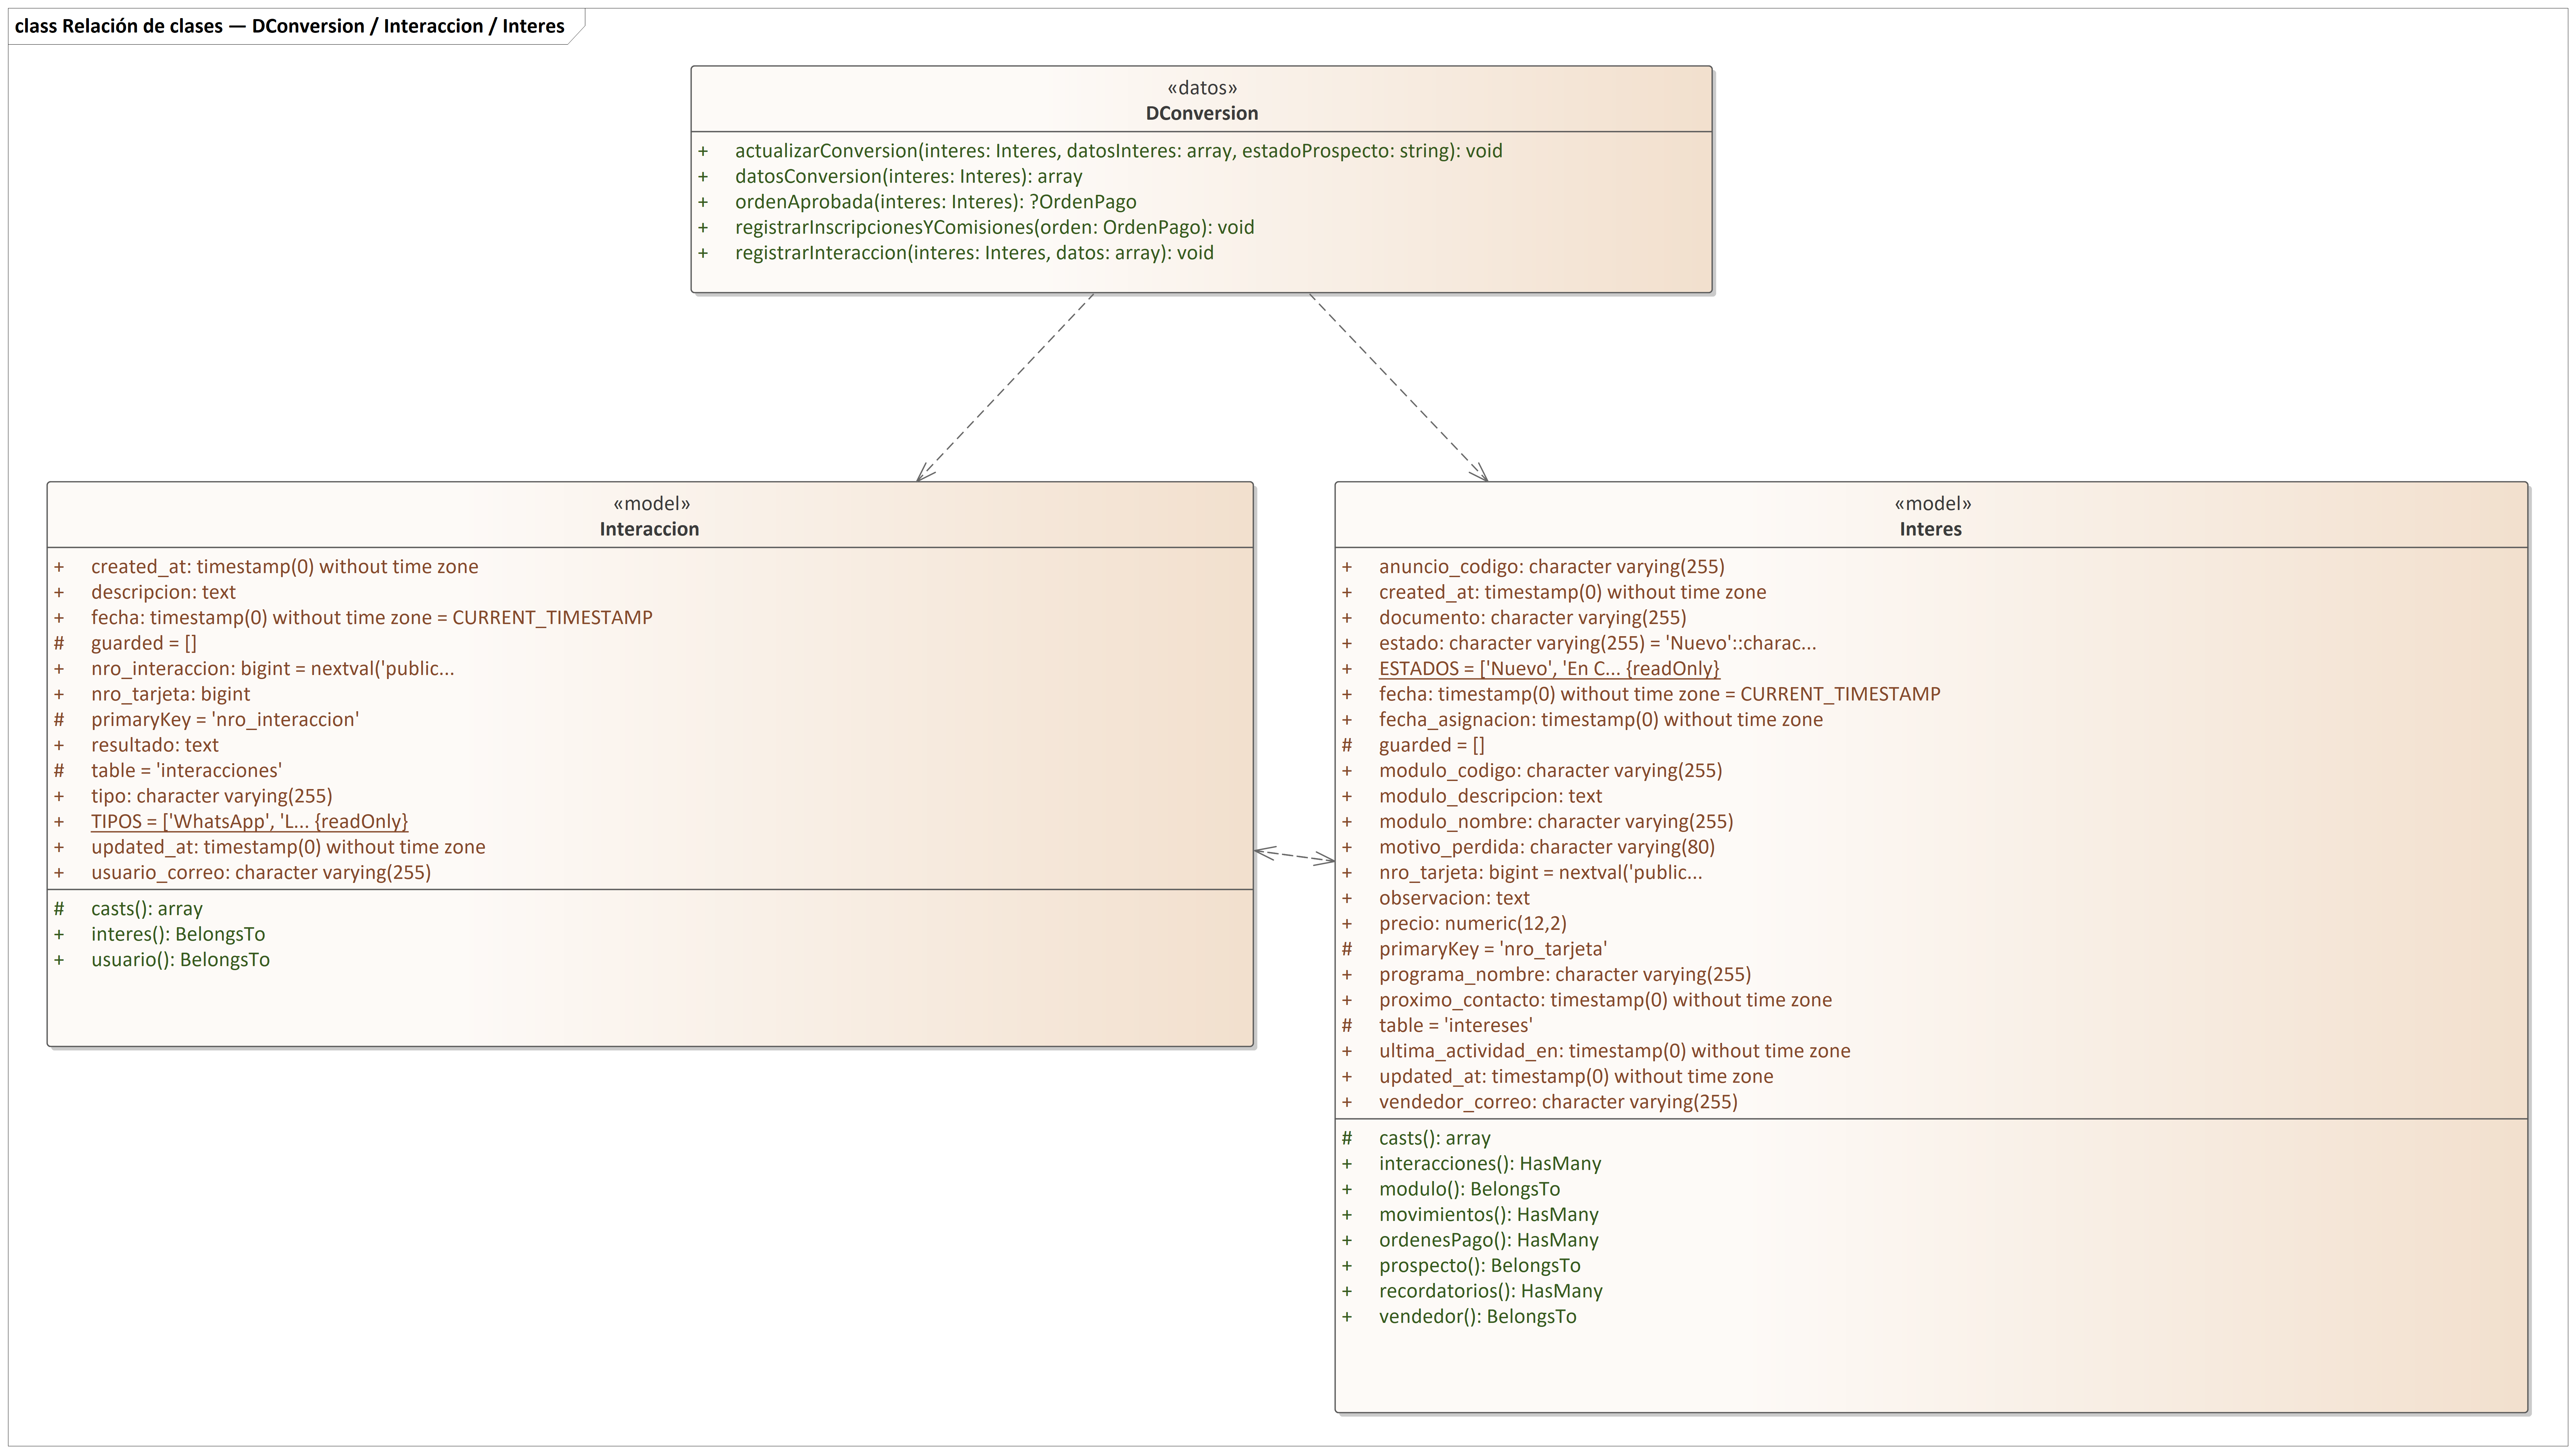 class Relación de clases — DConversion / Interaccion / Interes
«datos»
DConversion
+ actualizarConversion(interes: Interes, datosInteres: array, estadoProspecto: string): void
+ datosConversion(interes: Interes): array
+ ordenAprobada(interes: Interes): ?OrdenPago
+ registrarInscripcionesYComisiones(orden: OrdenPago): void
+ registrarInteraccion(interes: Interes, datos: array): void
«model»
Interaccion
+ created_at: timestamp(0) without time zone
+ descripcion: text
+ fecha: timestamp(0) without time zone = CURRENT_TIMESTAMP
# guarded = []
+ nro_interaccion: bigint = nextval('public...
+ nro_tarjeta: bigint
# primaryKey = 'nro_interaccion'
+ resultado: text
# table = 'interacciones'
+ tipo: character varying(255)
+ TIPOS = ['WhatsApp', 'L... {readOnly}
+ updated_at: timestamp(0) without time zone
+ usuario_correo: character varying(255)
# casts(): array
+ interes(): BelongsTo
+ usuario(): BelongsTo
«model»
Interes
+ anuncio_codigo: character varying(255)
+ created_at: timestamp(0) without time zone
+ documento: character varying(255)
+ estado: character varying(255) = 'Nuevo'::charac...
+ ESTADOS = ['Nuevo', 'En C... {readOnly}
+ fecha: timestamp(0) without time zone = CURRENT_TIMESTAMP
+ fecha_asignacion: timestamp(0) without time zone
# guarded = []
+ modulo_codigo: character varying(255)
+ modulo_descripcion: text
+ modulo_nombre: character varying(255)
+ motivo_perdida: character varying(80)
+ nro_tarjeta: bigint = nextval('public...
+ observacion: text
+ precio: numeric(12,2)
# primaryKey = 'nro_tarjeta'
+ programa_nombre: character varying(255)
+ proximo_contacto: timestamp(0) without time zone
# table = 'intereses'
+ ultima_actividad_en: timestamp(0) without time zone
+ updated_at: timestamp(0) without time zone
+ vendedor_correo: character varying(255)
# casts(): array
+ interacciones(): HasMany
+ modulo(): BelongsTo
+ movimientos(): HasMany
+ ordenesPago(): HasMany
+ prospecto(): BelongsTo
+ recordatorios(): HasMany
+ vendedor(): BelongsTo